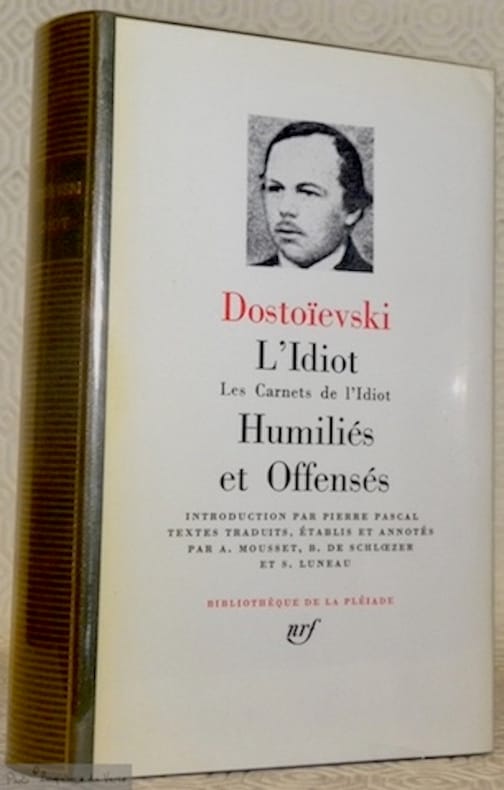 Dostoïevski
L'Idiot
Les Carnets de l'Idiot
Humiliés
et Offensés
INTRODUCTION PAR PIERRE PASCAL
TEXTES TRADUITS, ÉTABLIS ET ANNOTÉS
PAR A. MOUSSET, B. DE SCHLŒZER
ET S. LUNEAU
BIBLIOTHÈQUE DE LA PLÉIADE
nrf